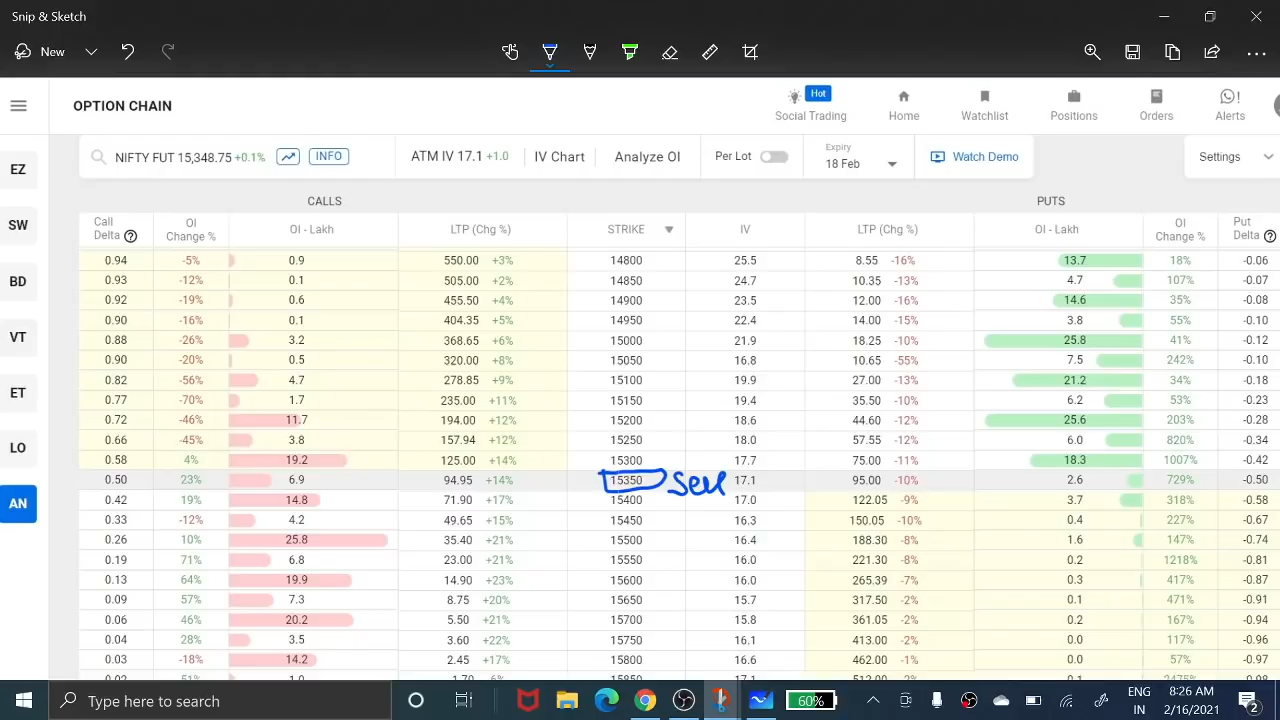 Snip & Sketch
New
OPTION CHAIN
Hot
Social Trading
Home
Watchlist
Positions
Orders
Alerts
NIFTY FUT 15,348.75 +0.1% INFO
ATM IV 17.1 +1.0
IV Chart
Analyze OI
Per Lot
Expiry
18 Feb
Watch Demo
Settings
EZ
SW
BD
VT
ET
LO
AN
CALLS PUTS
Call Delta OI Change % OI - Lakh LTP (Chg %) STRIKE IV LTP (Chg %) OI - Lakh OI Change % Put Delta
0.94 -5% 0.9 550.00 +3% 14800 25.5 8.55 -16% 13.7 18% -0.06
0.93 -12% 0.1 505.00 +2% 14850 24.7 10.35 -13% 4.7 107% -0.07
0.92 -19% 0.6 455.50 +4% 14900 23.5 12.00 -16% 14.6 35% -0.08
0.90 -16% 0.1 404.35 +5% 14950 22.4 14.00 -15% 3.8 55% -0.10
0.88 -26% 3.2 368.65 +6% 15000 21.9 18.25 -10% 25.8 41% -0.12
0.90 -20% 0.5 320.00 +8% 15050 16.8 10.65 -55% 7.5 242% -0.10
0.82 -56% 4.7 278.85 +9% 15100 19.9 27.00 -13% 21.2 34% -0.18
0.77 -70% 1.7 235.00 +11% 15150 19.4 35.50 -10% 6.2 53% -0.23
0.72 -46% 11.7 194.00 +12% 15200 18.6 44.60 -12% 25.6 203% -0.28
0.66 -45% 3.8 157.94 +12% 15250 18.0 57.55 -12% 6.0 820% -0.34
0.58 4% 19.2 125.00 +14% 15300 17.7 75.00 -11% 18.3 1007% -0.42
0.50 23% 6.9 94.95 +14% 15350 Sell 17.1 95.00 -10% 2.6 729% -0.50
0.42 19% 14.8 71.90 +17% 15400 17.0 122.05 -9% 3.7 318% -0.58
0.33 -12% 4.2 49.65 +15% 15450 16.3 150.05 -10% 0.4 227% -0.67
0.26 10% 25.8 35.40 +21% 15500 16.4 188.30 -8% 1.6 147% -0.74
0.19 71% 6.8 23.00 +21% 15550 16.0 221.30 -8% 0.2 1218% -0.81
0.13 64% 19.9 14.90 +23% 15600 16.0 265.39 -7% 0.3 417% -0.87
0.09 57% 7.3 8.75 +20% 15650 15.7 317.50 -2% 0.1 471% -0.91
0.06 46% 20.2 5.50 +21% 15700 15.8 361.05 -2% 0.2 167% -0.94
0.04 28% 3.5 3.60 +22% 15750 16.1 413.00 -2% 0.0 117% -0.96
0.03 -18% 14.2 2.45 +17% 15800 16.6 462.00 -1% 0.0 57% -0.97
Type here to search
60%
ENG
IN
8:26 AM
2/16/2021
2